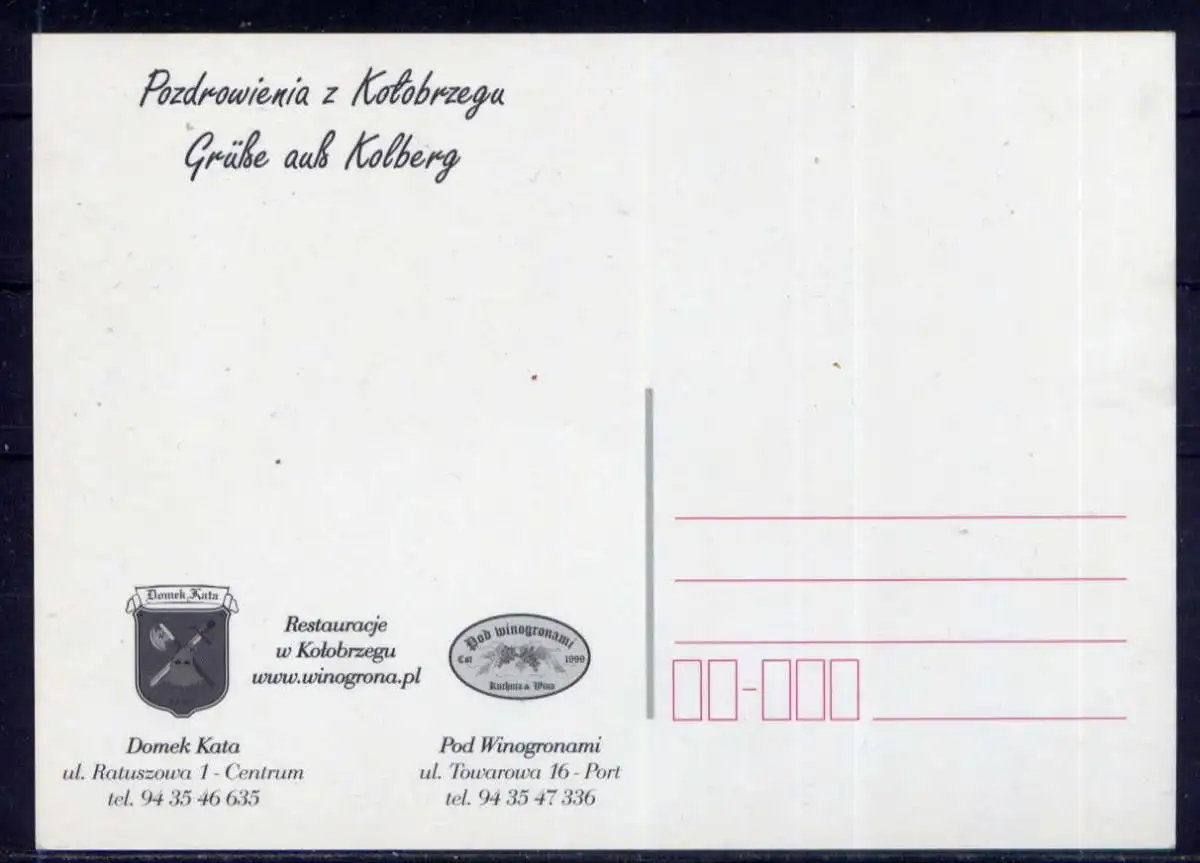 Pozdrowienia z Kołobrzegu
Grüße auß Kolberg
Domek Kata
Restauracje
w Kołobrzegu
www.winogrona.pl
Pod winogronami
Est 1999
Kuchnia & Wina
Domek Kata
ul. Ratuszowa 1 - Centrum
tel. 94 35 46 635
Pod Winogronami
ul. Towarowa 16 - Port
tel. 94 35 47 336